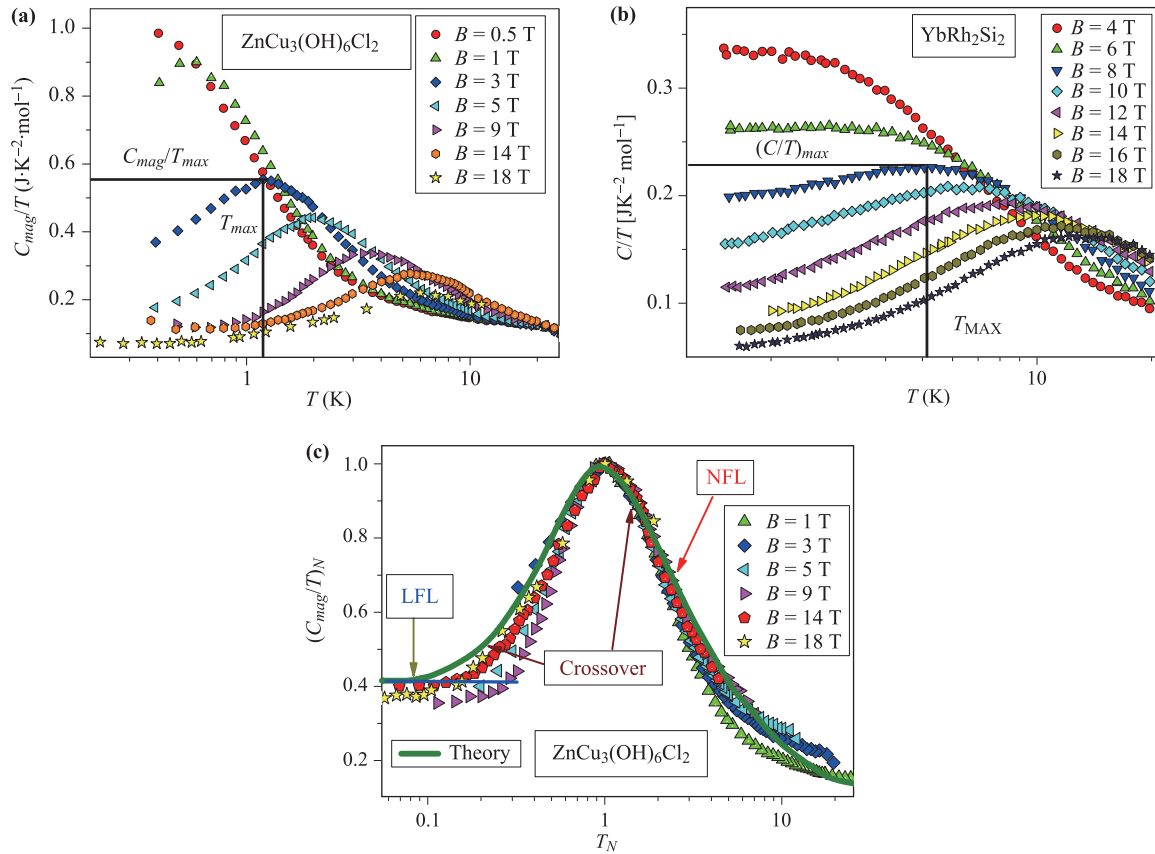 (a)
ZnCu3(OH)6Cl2
B = 0.5 T
B = 1 T
B = 3 T
B = 5 T
B = 9 T
B = 14 T
B = 18 T
Cmag/Tmax
Tmax
Cmag/T (J·K−2·mol−1)
1.0
0.8
0.6
0.4
0.2
1
10
T (K)
(b)
YbRh2Si2
B = 4 T
B = 6 T
B = 8 T
B = 10 T
B = 12 T
B = 14 T
B = 16 T
B = 18 T
(C/T)max
TMAX
C/T [JK−2 mol−1]
0.3
0.2
0.1
10
T (K)
(c)
NFL
B = 1 T
B = 3 T
B = 5 T
B = 9 T
B = 14 T
B = 18 T
LFL
Crossover
Theory
ZnCu3(OH)6Cl2
(Cmag/T)N
1.0
0.8
0.6
0.4
0.2
0.1
1
10
TN